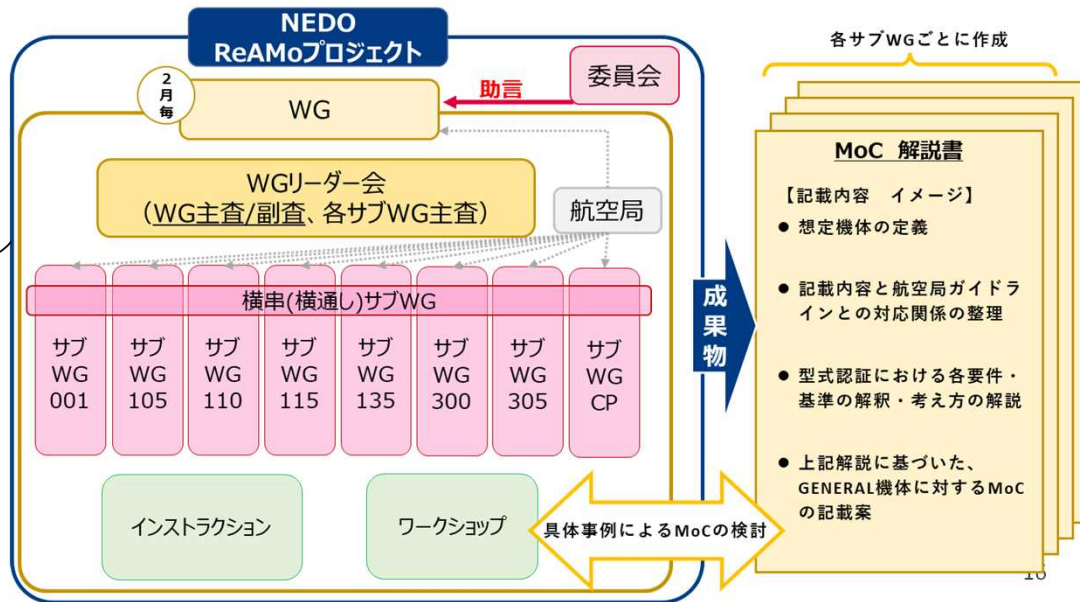 NEDO
ReAMoプロジェクト
2
月
毎
WG
助言
委員会
WGリーダー会
(WG主査/副査、各サブWG主査)
航空局
横串(横通し)サブWG
サブ
WG
001
サブ
WG
105
サブ
WG
110
サブ
WG
115
サブ
WG
135
サブ
WG
300
サブ
WG
305
サブ
WG
CP
インストラクション
ワークショップ
具体事例によるMoCの検討
成果物
各サブWGごとに作成
MoC 解説書
【記載内容 イメージ】
● 想定機体の定義
● 記載内容と航空局ガイドラ
インとの対応関係の整理
● 型式認証における各要件・
基準の解釈・考え方の解説
● 上記解説に基づいた、
GENERAL機体に対するMoC
の記載案